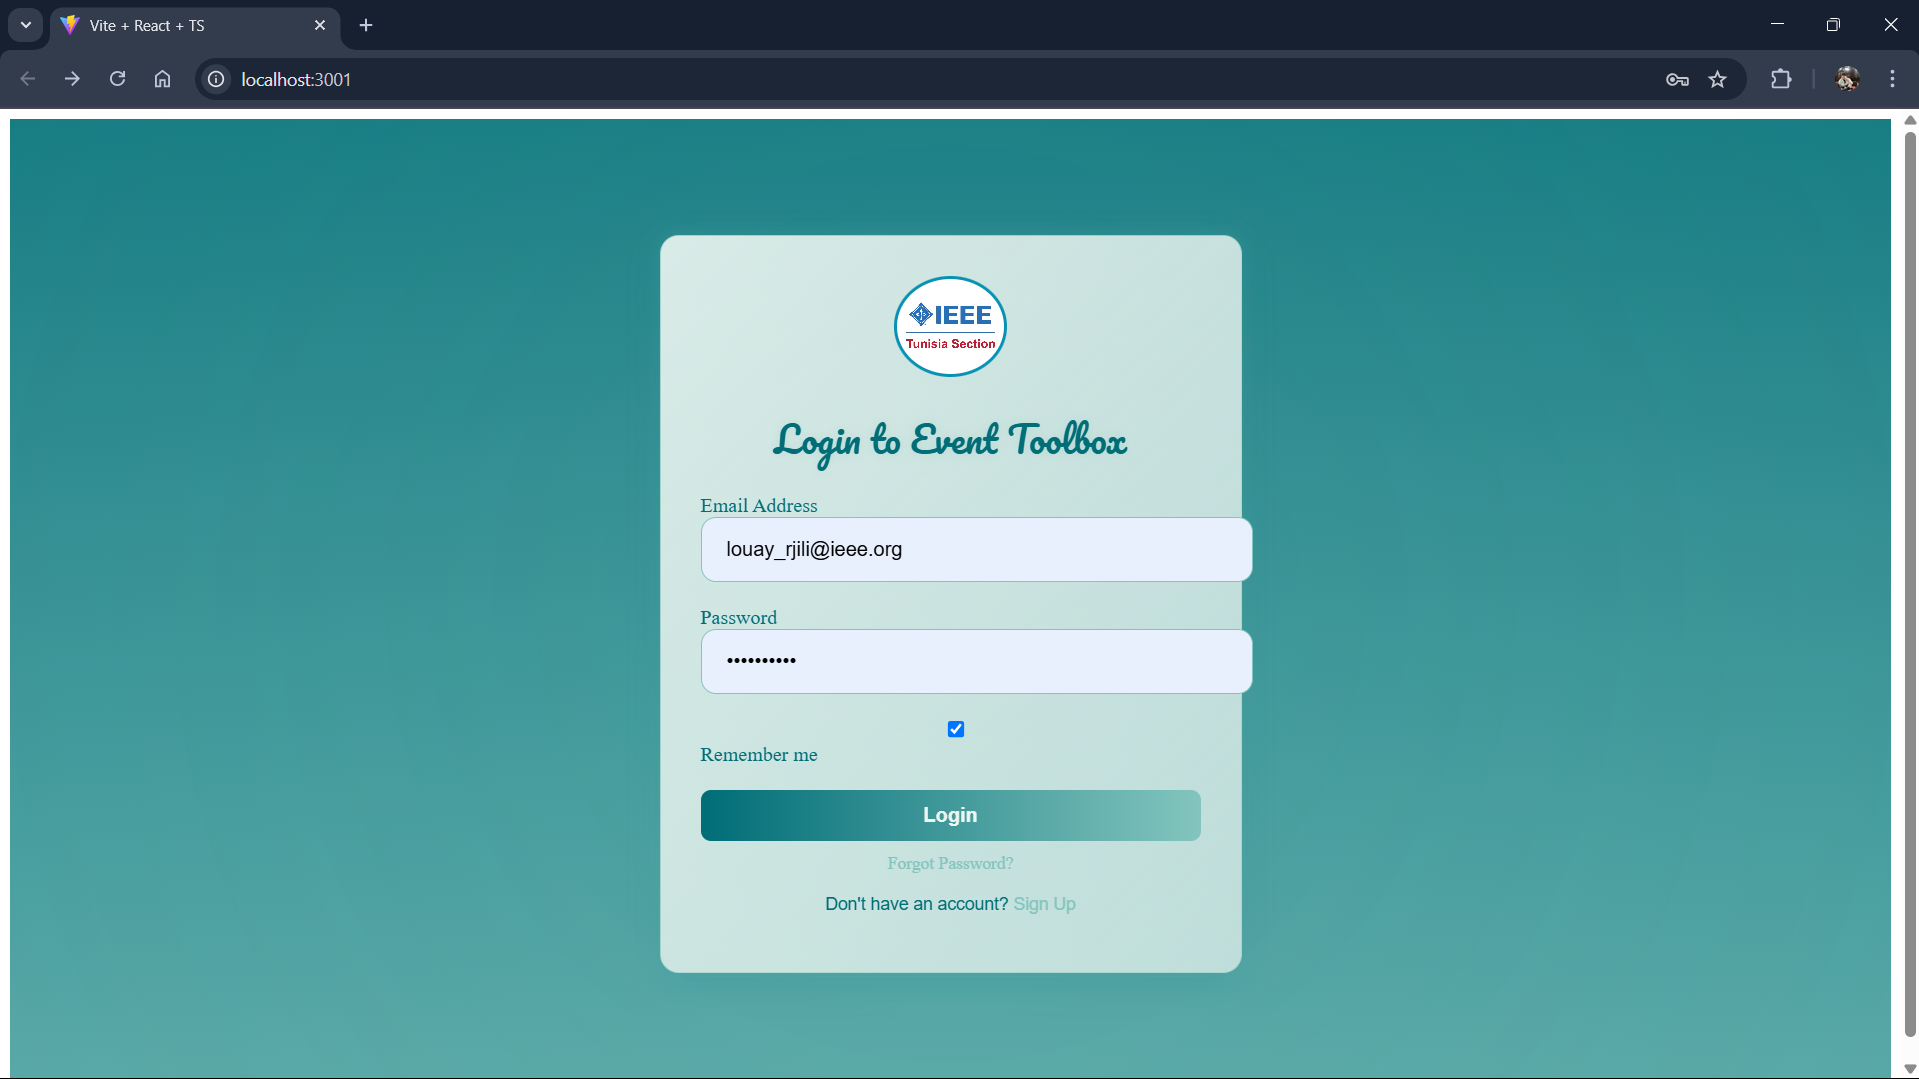 Vite + React + TS
localhost:3001
IEEE
Tunisia Section
Login to Event Toolbox
Email Address
louay_rjili@ieee.org
Password
••••••••••
Remember me
Login
Forgot Password?
Don't have an account? Sign Up